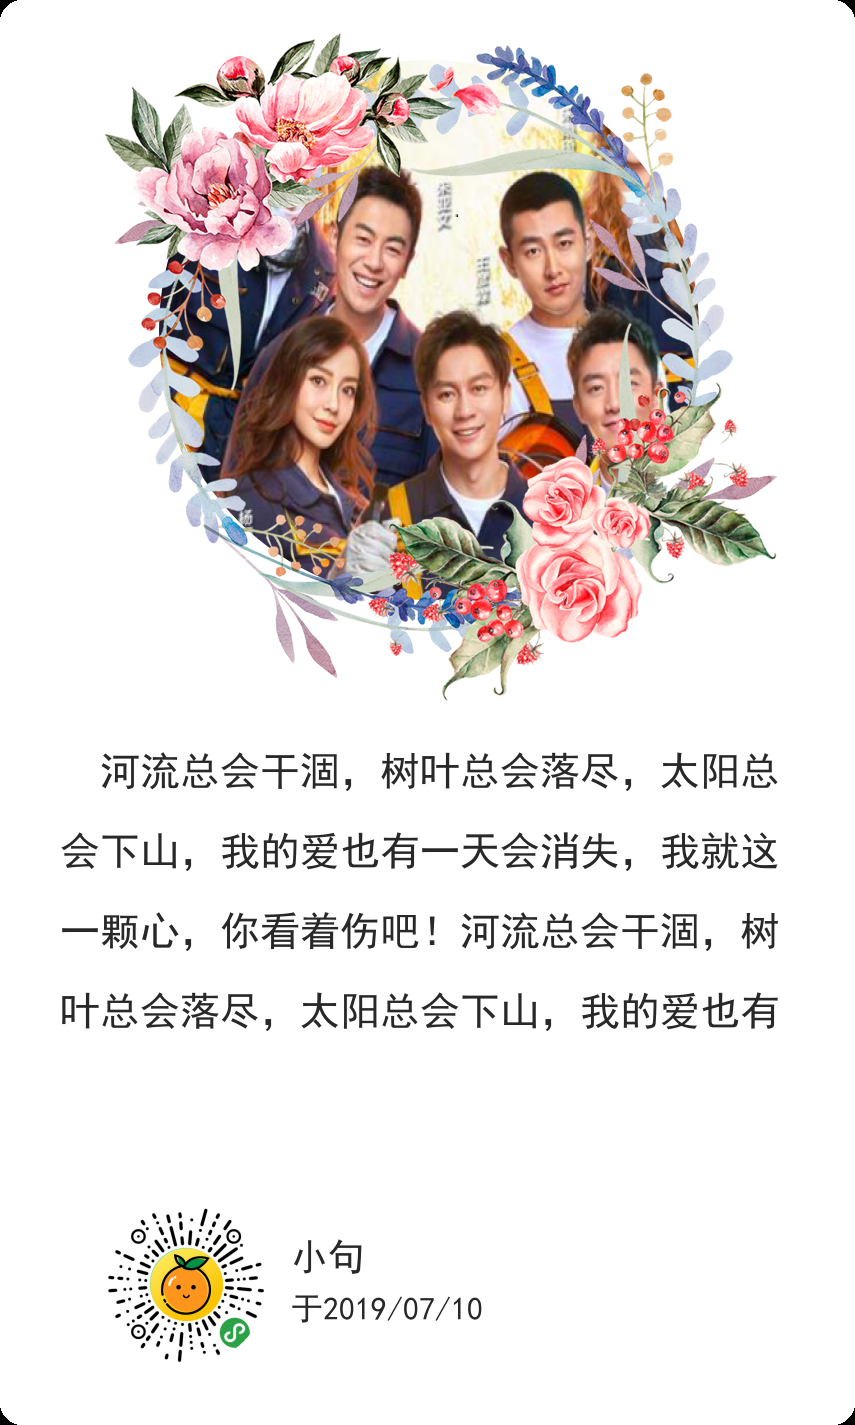 河流总会干涸，树叶总会落尽，太阳总
会下山，我的爱也有一天会消失，我就这
一颗心，你看着伤吧！河流总会干涸，树
叶总会落尽，太阳总会下山，我的爱也有
小句
于2019/07/10